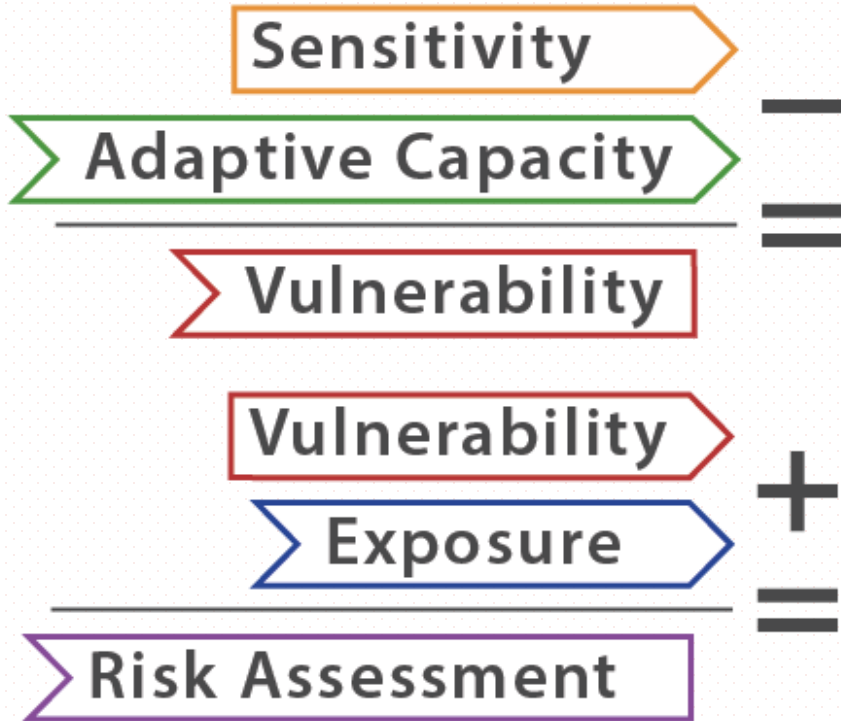 Sensitivity
−
Adaptive Capacity
=
Vulnerability
Vulnerability
+
Exposure
=
Risk Assessment